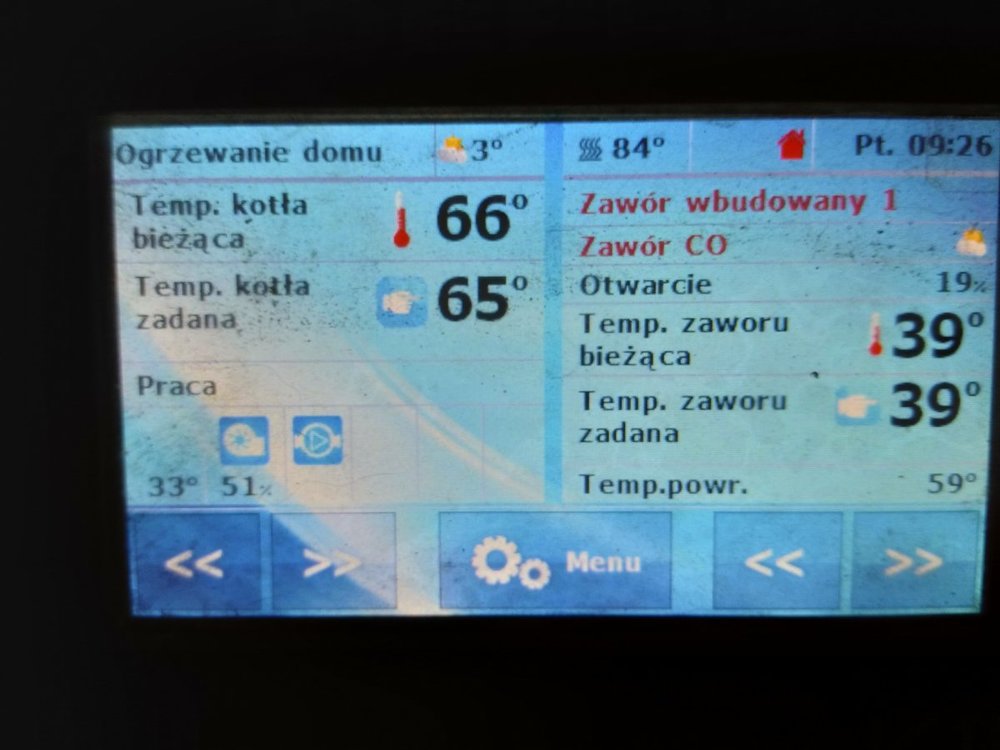 Ogrzewanie domu 3°
Temp. kotła bieżąca 66°
Temp. kotła zadana 65°
Praca
33° 51%
84° Pt. 09:26
Zawór wbudowany 1
Zawór CO
Otwarcie 19%
Temp. zaworu bieżąca 39°
Temp. zaworu zadana 39°
Temp.powr. 59°
<< >> Menu << >>